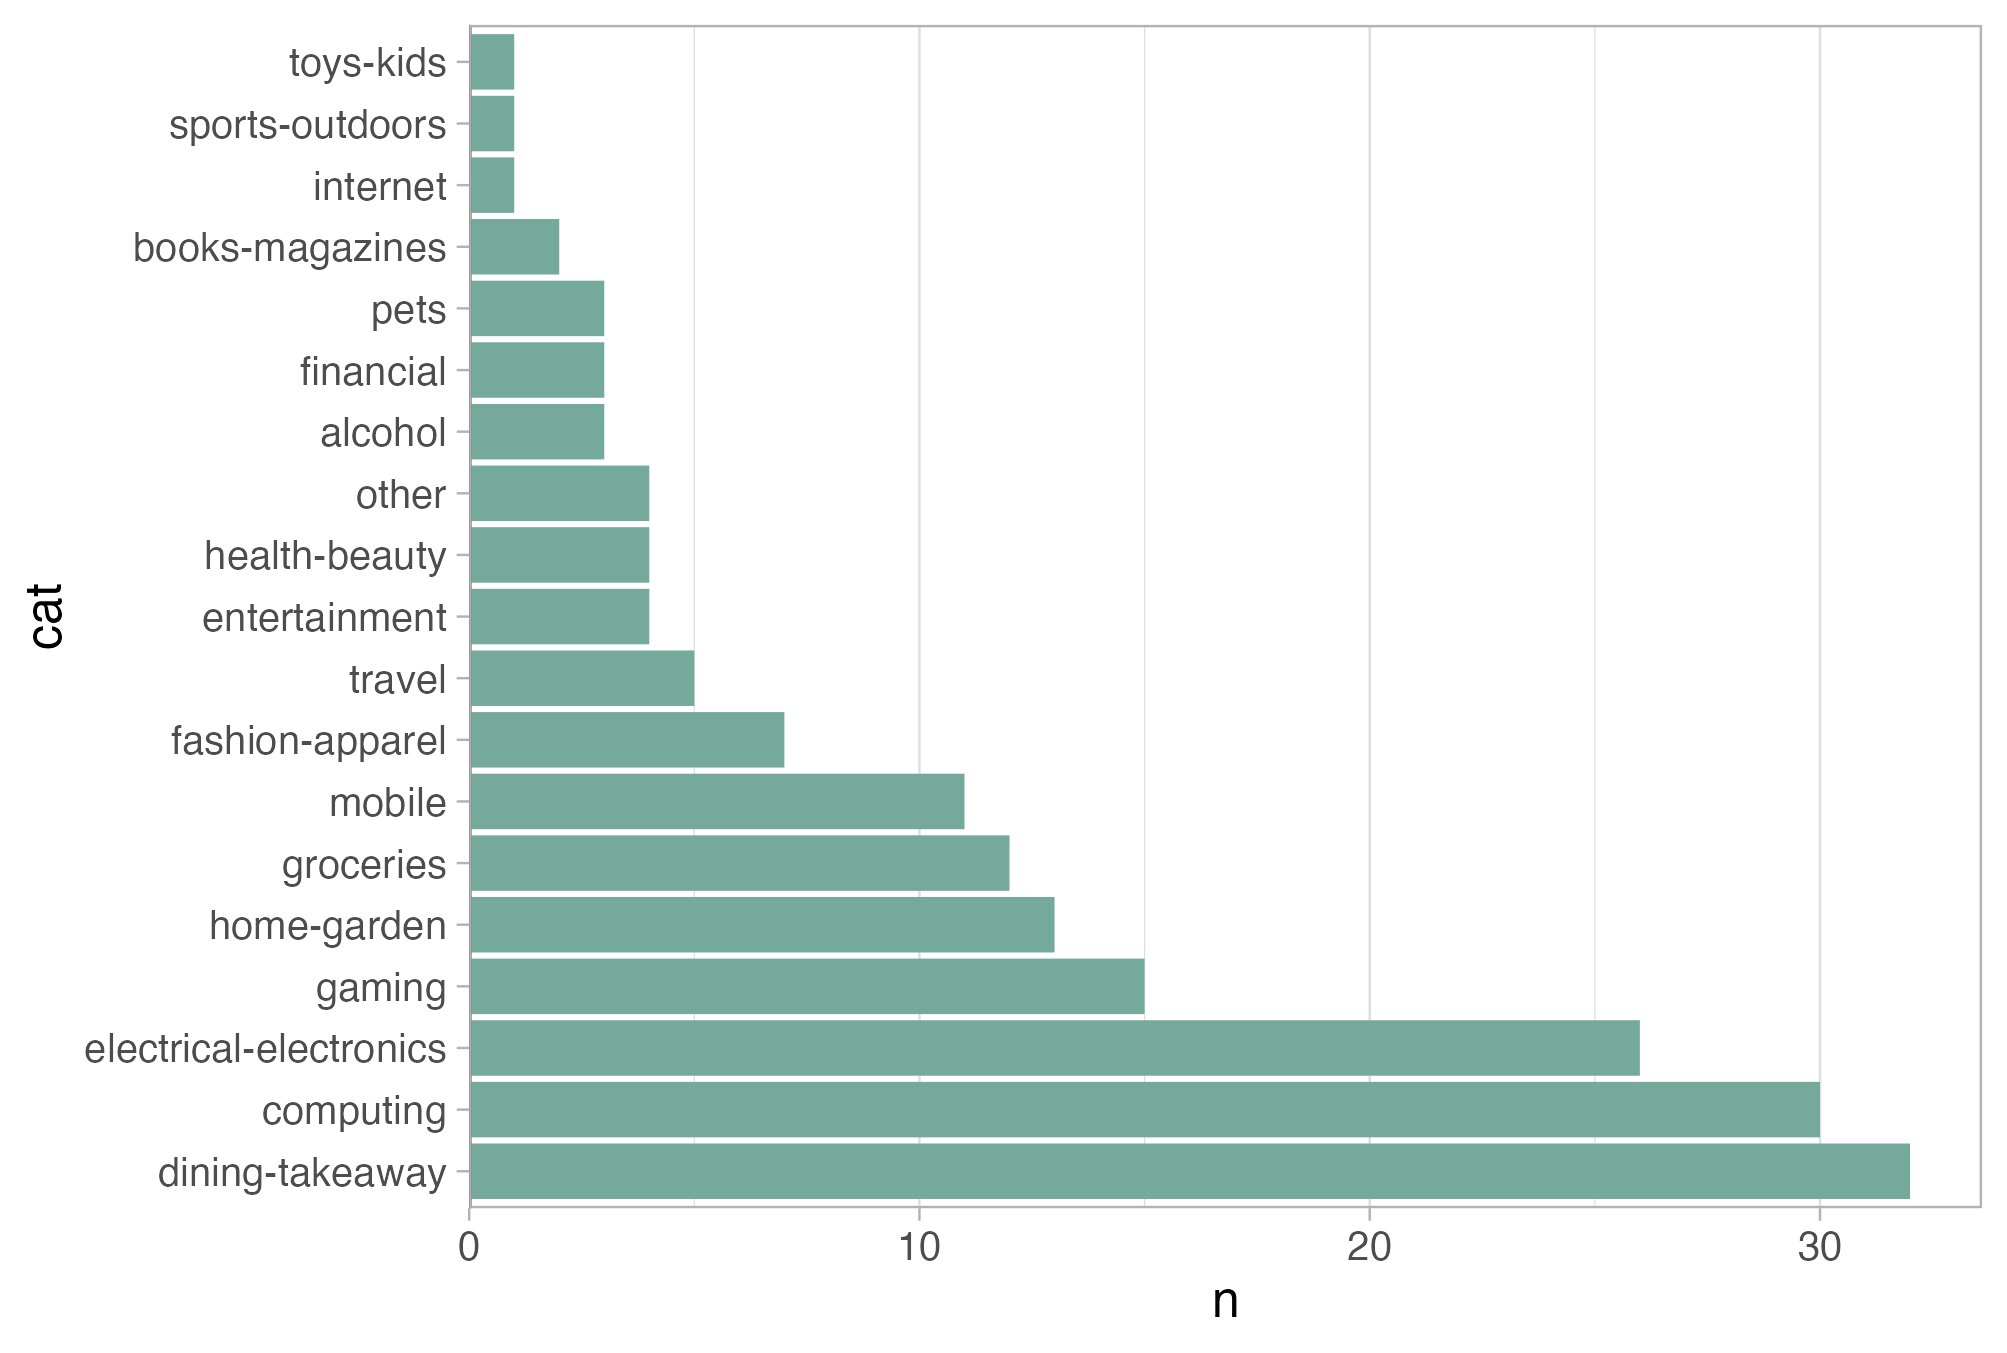 toys-kids
sports-outdoors
internet
books-magazines
pets
financial
alcohol
other
health-beauty
entertainment
travel
fashion-apparel
mobile
groceries
home-garden
gaming
electrical-electronics
computing
dining-takeaway
cat
0 10 20 30
n